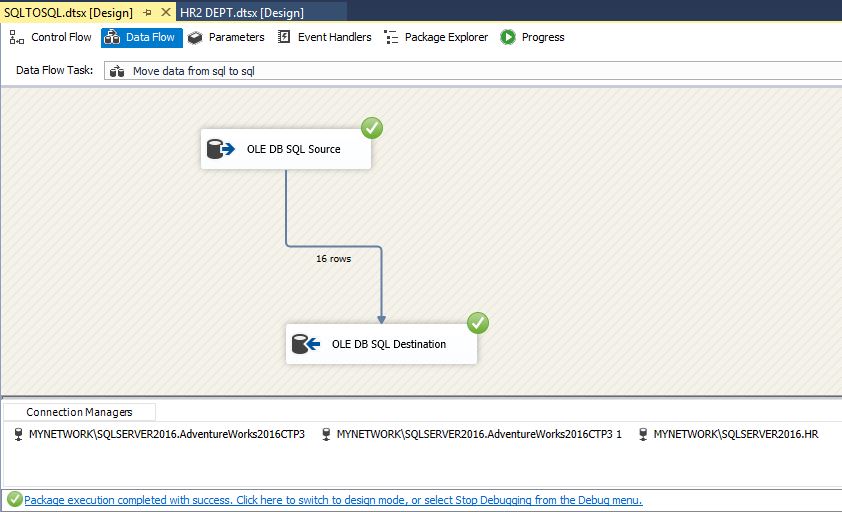 SQLTOSQL.dtsx [Design] HR2 DEPT.dtsx [Design]
Control Flow Data Flow Parameters Event Handlers Package Explorer Progress
Data Flow Task: Move data from sql to sql
OLE DB SQL Source
16 rows
OLE DB SQL Destination
Connection Managers
MYNETWORK\SQLSERVER2016.AdventureWorks2016CTP3 MYNETWORK\SQLSERVER2016.AdventureWorks2016CTP3 1 MYNETWORK\SQLSERVER2016.HR
Package execution completed with success. Click here to switch to design mode, or select Stop Debugging from the Debug menu.